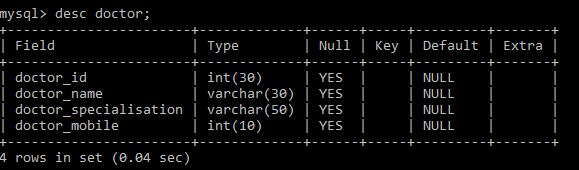 mysql> desc doctor;
+-----------------------+-------------+------+-----+---------+-------+
| Field                 | Type        | Null | Key | Default | Extra |
+-----------------------+-------------+------+-----+---------+-------+
| doctor_id             | int(30)     | YES  |     | NULL    |       |
| doctor_name           | varchar(30) | YES  |     | NULL    |       |
| doctor_specialisation | varchar(50) | YES  |     | NULL    |       |
| doctor_mobile         | int(10)     | YES  |     | NULL    |       |
+-----------------------+-------------+------+-----+---------+-------+
4 rows in set (0.04 sec)